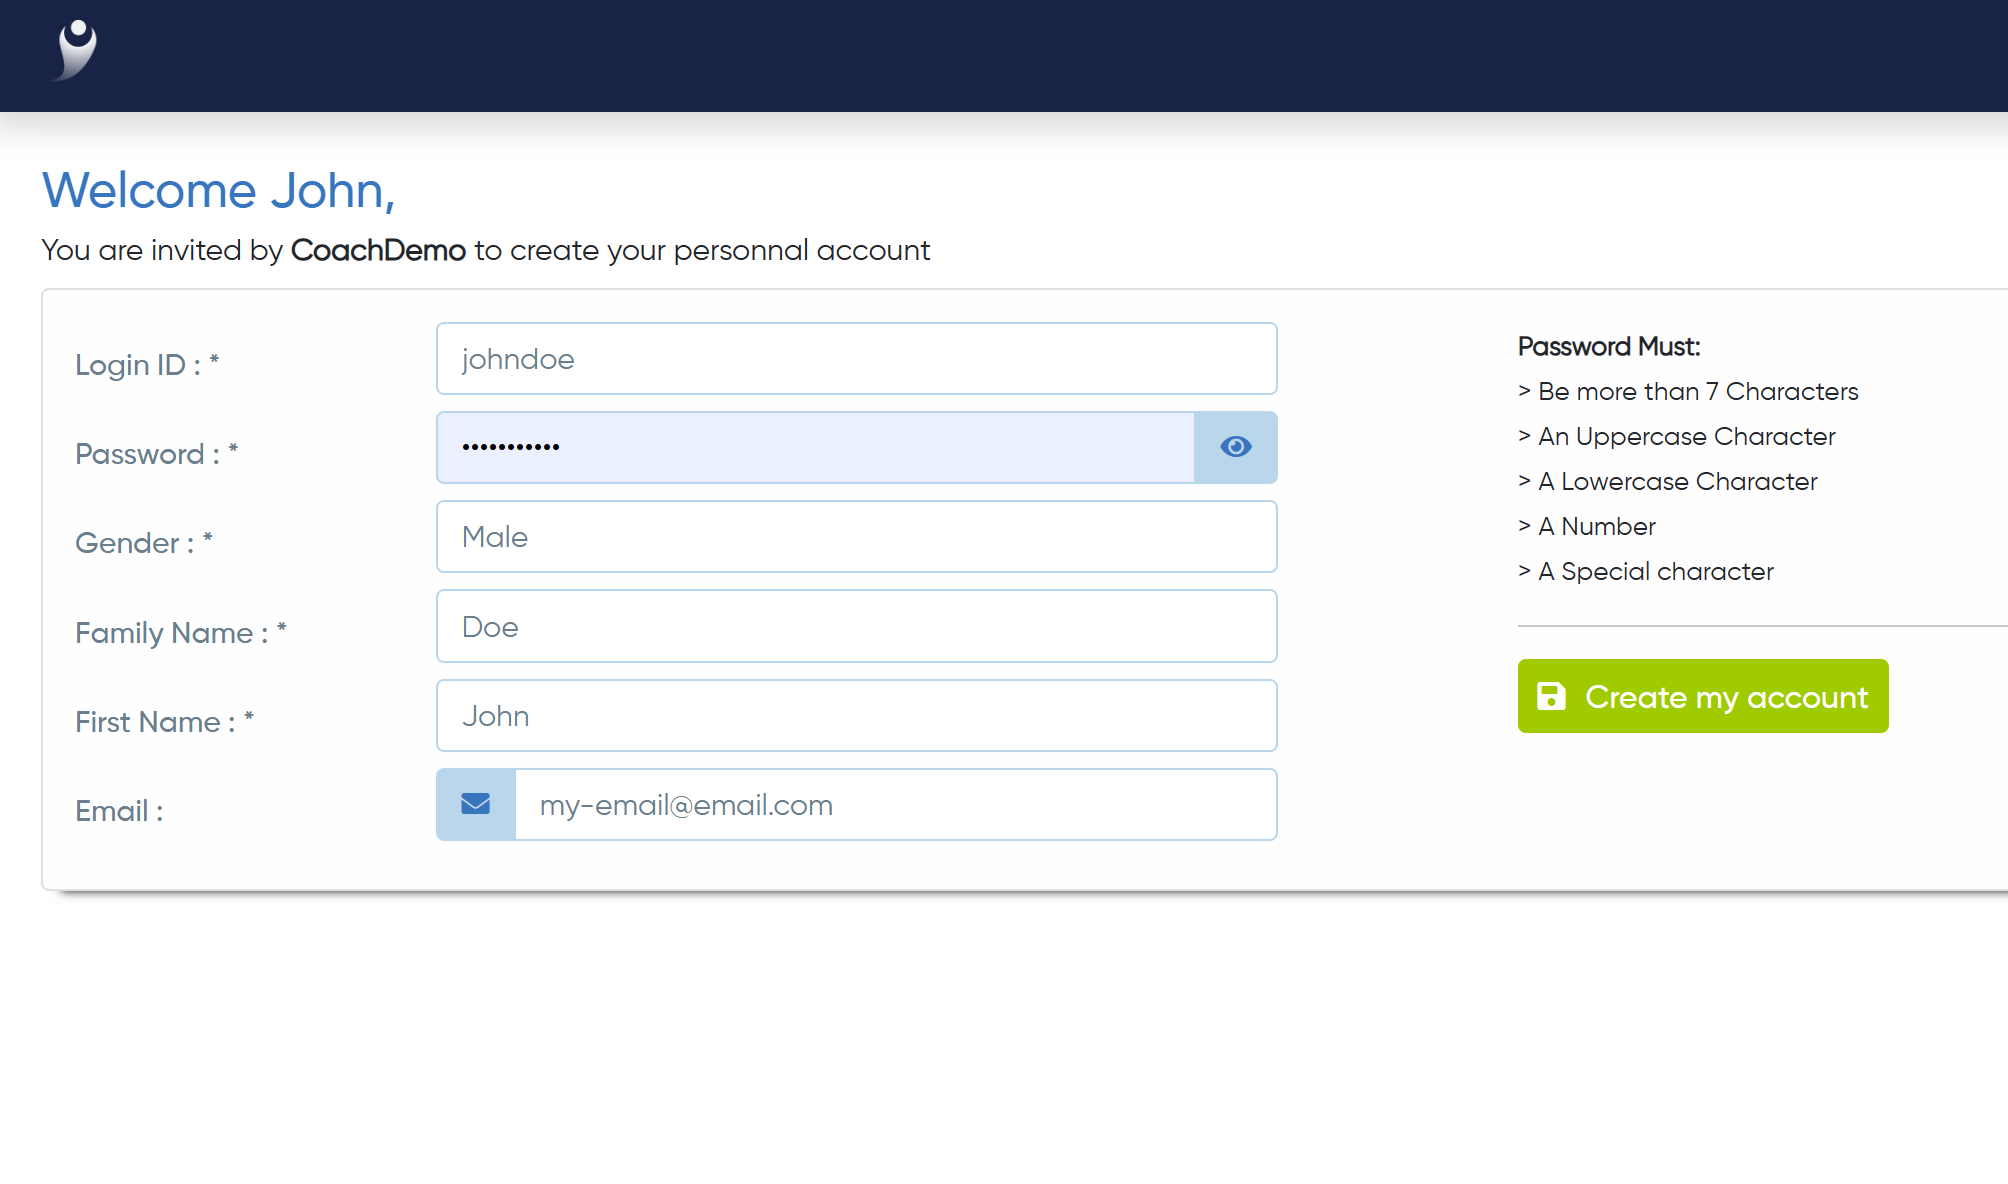 Welcome John,
You are invited by CoachDemo to create your personnal account
Login ID : *
johndoe
Password : *
•••••••••••
Gender : *
Male
Family Name : *
Doe
First Name : *
John
Email :
my-email@email.com
Password Must:
> Be more than 7 Characters
> An Uppercase Character
> A Lowercase Character
> A Number
> A Special character
Create my account